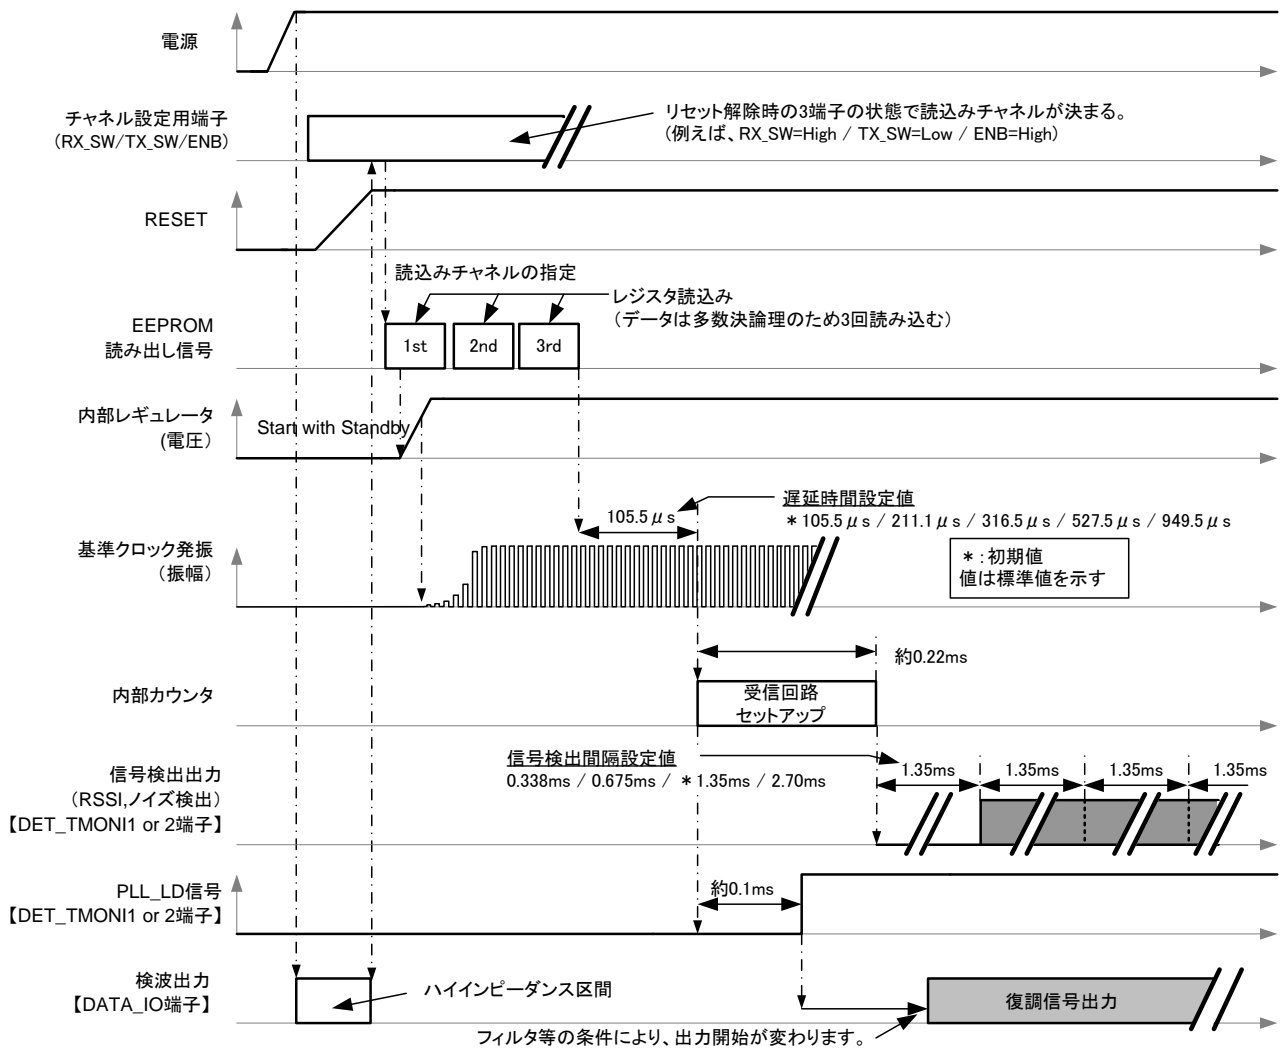 電源
チャネル設定用端子
(RX_SW/TX_SW/ENB)
リセット解除時の3端子の状態で読込みチャネルが決まる。
(例えば、RX_SW=High / TX_SW=Low / ENB=High)
RESET
読込みチャネルの指定
レジスタ読込み
(データは多数決論理のため3回読み込む)
EEPROM
読み出し信号
1st
2nd
3rd
内部レギュレータ
(電圧)
Start with Standby
105.5μs
遅延時間設定値
*105.5μs / 211.1μs / 316.5μs / 527.5μs / 949.5μs
基準クロック発振
(振幅)
*:初期値
値は標準値を示す
約0.22ms
内部カウンタ
受信回路
セットアップ
信号検出間隔設定値
0.338ms / 0.675ms / *1.35ms / 2.70ms
信号検出出力
(RSSI,ノイズ検出)
【DET_TMONI1 or 2端子】
1.35ms
1.35ms
1.35ms
1.35ms
PLL_LD信号
【DET_TMONI1 or 2端子】
約0.1ms
検波出力
【DATA_IO端子】
ハイインピーダンス区間
復調信号出力
フィルタ等の条件により、出力開始が変わります。